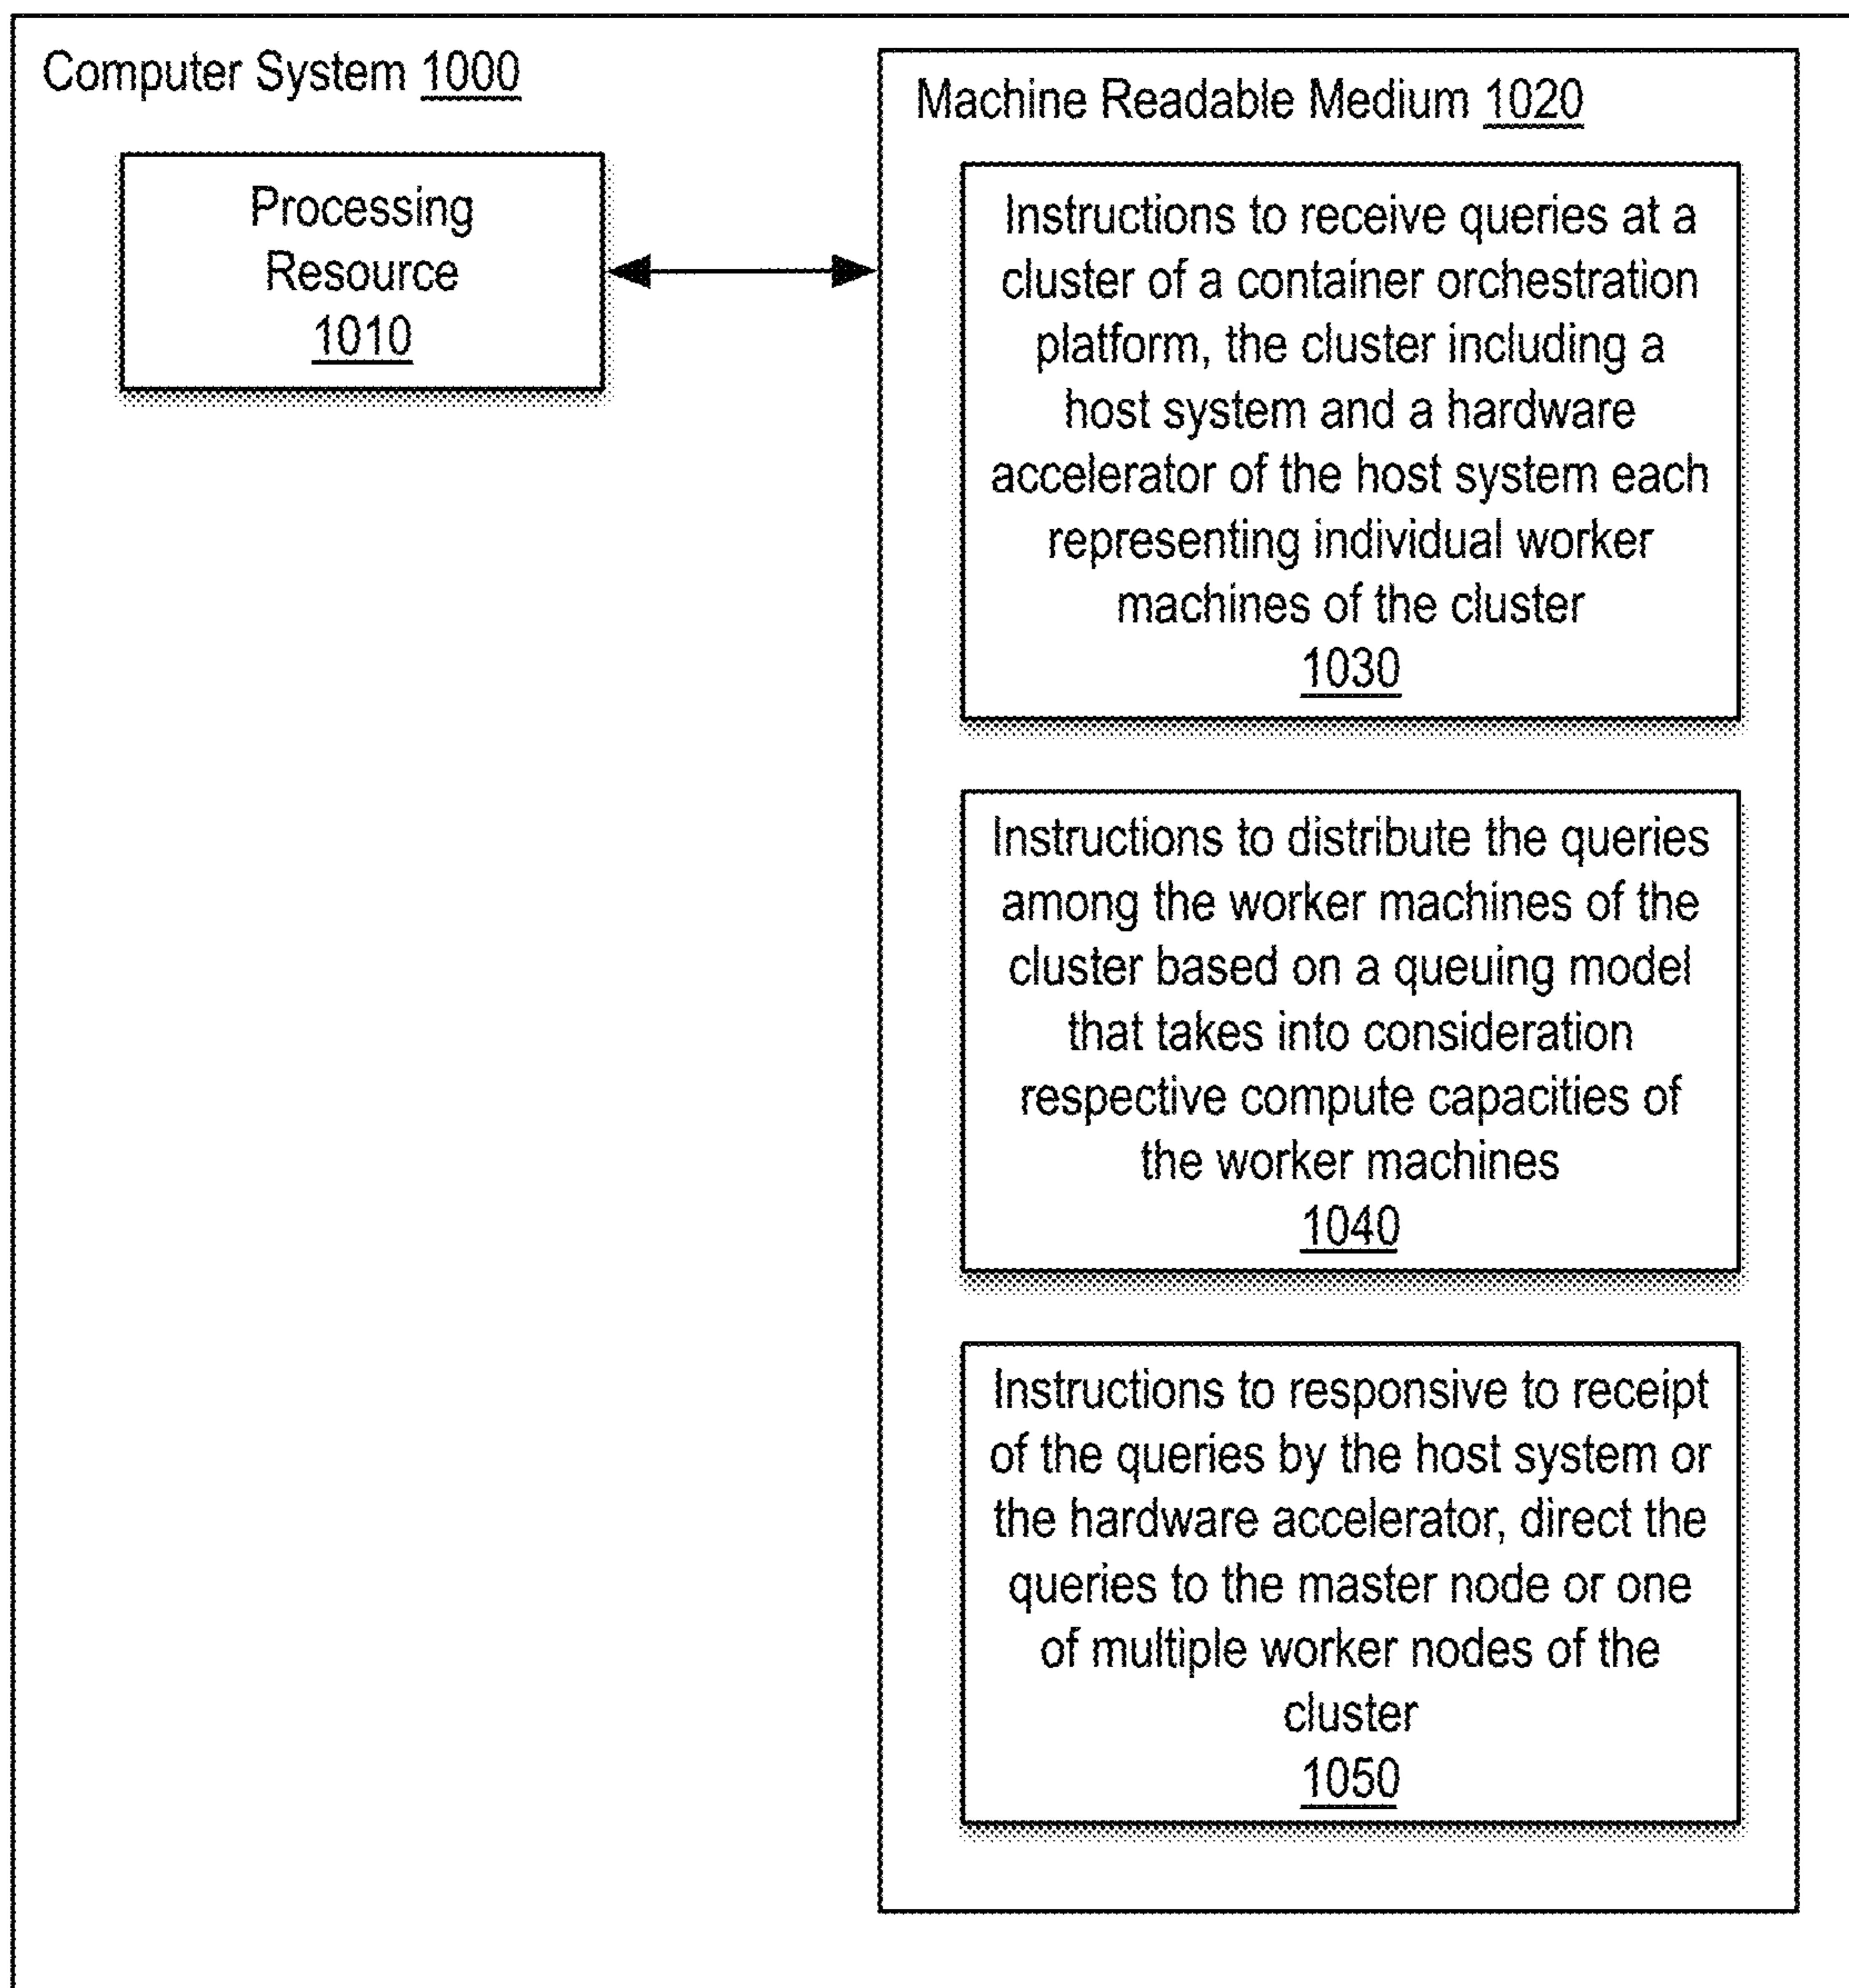 Computer System 1000
Processing
Resource
1010
Machine Readable Medium 1020
Instructions to receive queries at a
cluster of a container orchestration
platform, the cluster including a
host system and a hardware
accelerator of the host system each
representing individual worker
machines of the cluster
1030
Instructions to distribute the queries
among the worker machines of the
cluster based on a queuing model
that takes into consideration
respective compute capacities of
the worker machines
1040
Instructions to responsive to receipt
of the queries by the host system or
the hardware accelerator, direct the
queries to the master node or one
of multiple worker nodes of the
cluster
1050